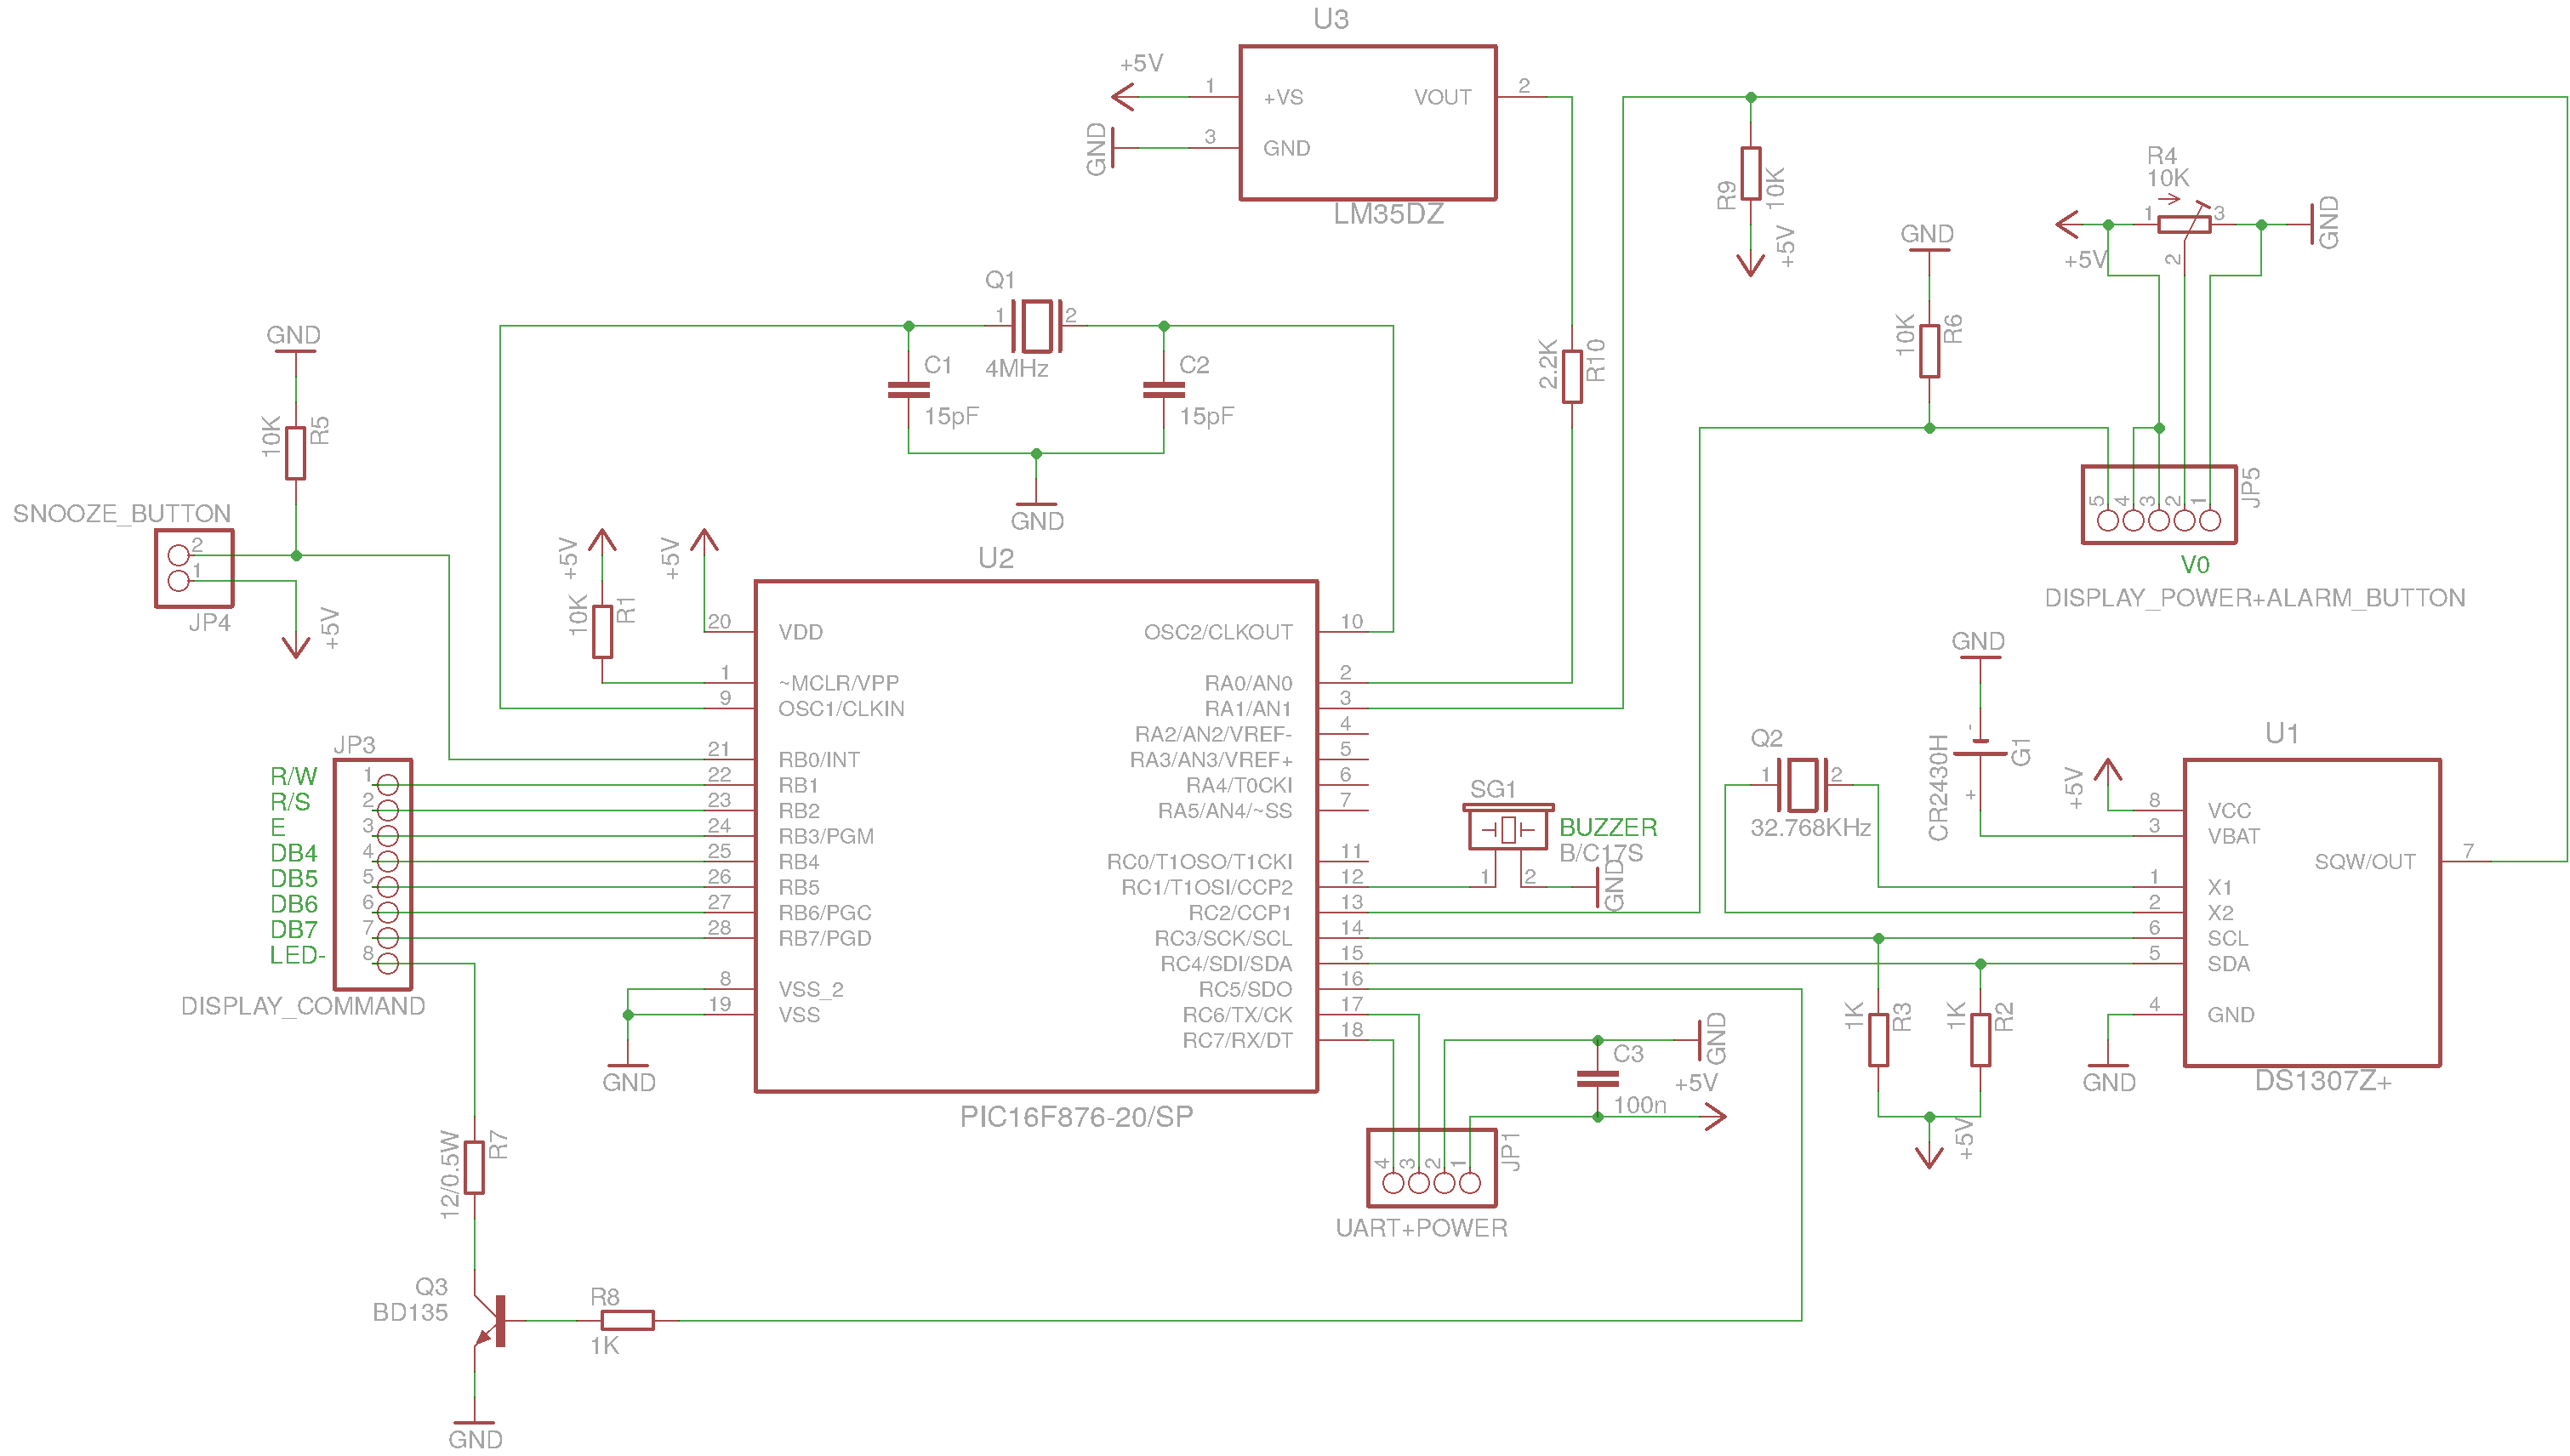 U3
+5V
1
+VS
VOUT
2
GND
3
GND
LM35DZ
R9
10K
+5V
R4
10K
1
3
2
+5V
GND
GND
10K
R6
Q1
1
2
4MHz
C1
15pF
C2
15pF
GND
2.2K
R10
GND
10K
R5
SNOOZE_BUTTON
2
1
JP4
+5V
5
4
3
2
1
JP5
V0
DISPLAY_POWER+ALARM_BUTTON
+5V
10K
R1
+5V
U2
20
VDD
1
~MCLR/VPP
9
OSC1/CLKIN
21
RB0/INT
22
RB1
23
RB2
24
RB3/PGM
25
RB4
26
RB5
27
RB6/PGC
28
RB7/PGD
8
VSS_2
19
VSS
GND
OSC2/CLKOUT
10
RA0/AN0
2
RA1/AN1
3
RA2/AN2/VREF-
4
RA3/AN3/VREF+
5
RA4/T0CKI
6
RA5/AN4/~SS
7
RC0/T1OSO/T1CKI
11
RC1/T1OSI/CCP2
12
RC2/CCP1
13
RC3/SCK/SCL
14
RC4/SDI/SDA
15
RC5/SDO
16
RC6/TX/CK
17
RC7/RX/DT
18
PIC16F876-20/SP
JP3
R/W
1
R/S
2
E
3
DB4
4
DB5
5
DB6
6
DB7
7
LED-
8
DISPLAY_COMMAND
SG1
BUZZER
B/C17S
1
2
GND
Q2
1
2
32.768KHz
GND
CR2430H
-
+
G1
+5V
U1
8
VCC
3
VBAT
SQW/OUT
7
1
X1
2
X2
6
SCL
5
SDA
4
GND
GND
DS1307Z+
1K
R3
1K
R2
+5V
GND
C3
+5V
100n
4
3
2
1
JP1
UART+POWER
12/0.5W
R7
Q3
BD135
R8
1K
GND